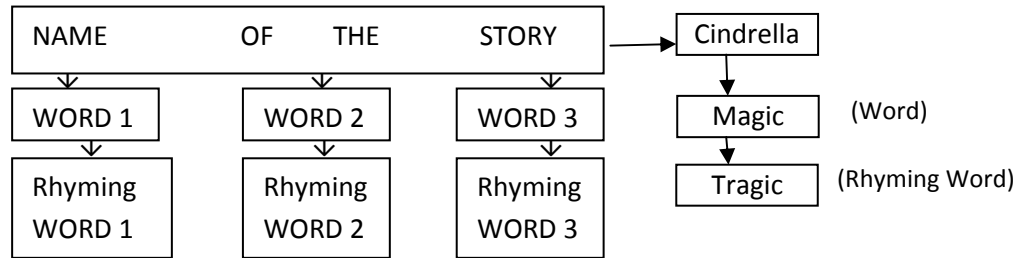 NAME OF THE STORY
Cindrella
WORD 1
WORD 2
WORD 3
Magic
(Word)
Rhyming
WORD 1
Rhyming
WORD 2
Rhyming
WORD 3
Tragic
(Rhyming Word)